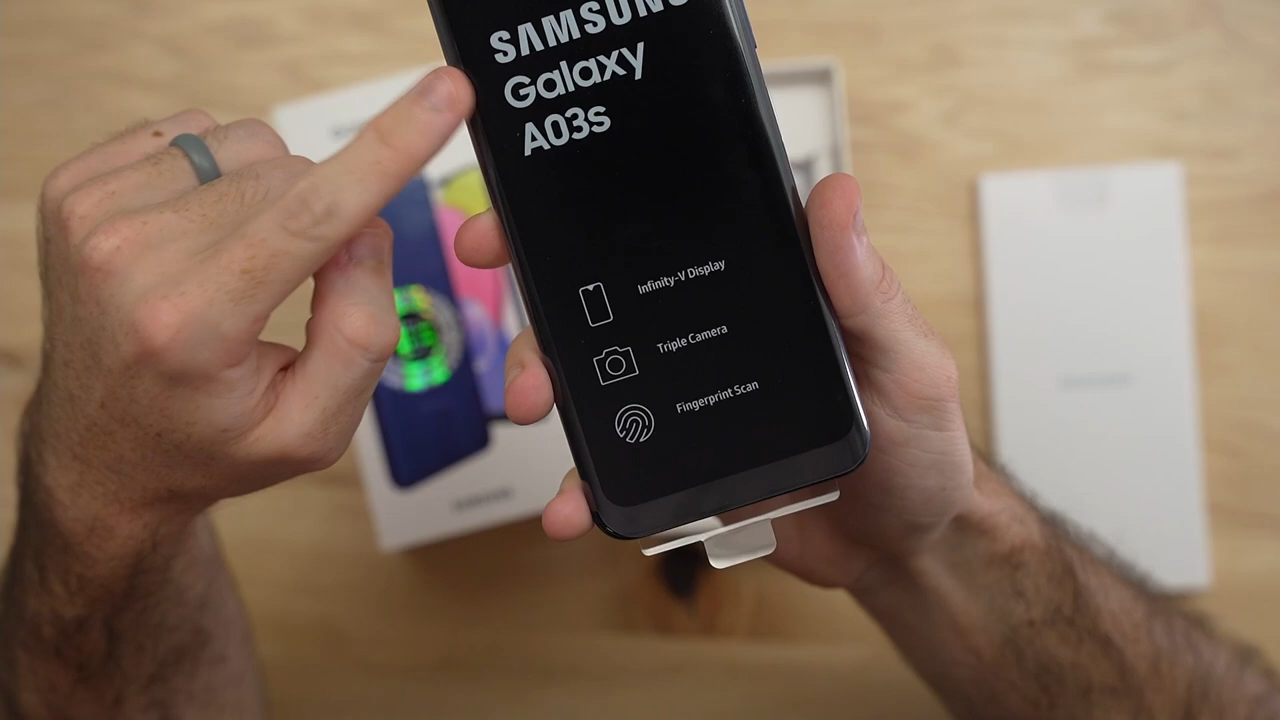 SAMSUNG
Galaxy
A03s
Infinity-V Display
Triple Camera
Fingerprint Scan